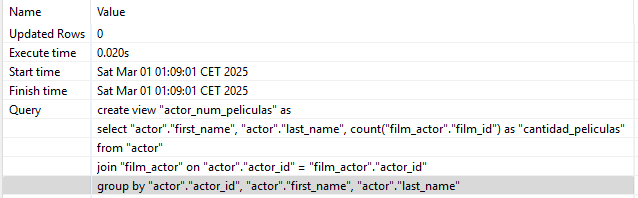 Name Value
Updated Rows 0
Execute time 0.020s
Start time Sat Mar 01 01:09:01 CET 2025
Finish time Sat Mar 01 01:09:01 CET 2025
Query create view "actor_num_peliculas" as
select "actor"."first_name", "actor"."last_name", count("film_actor"."film_id") as "cantidad_peliculas"
from "actor"
join "film_actor" on "actor"."actor_id" = "film_actor"."actor_id"
group by "actor"."actor_id", "actor"."first_name", "actor"."last_name"